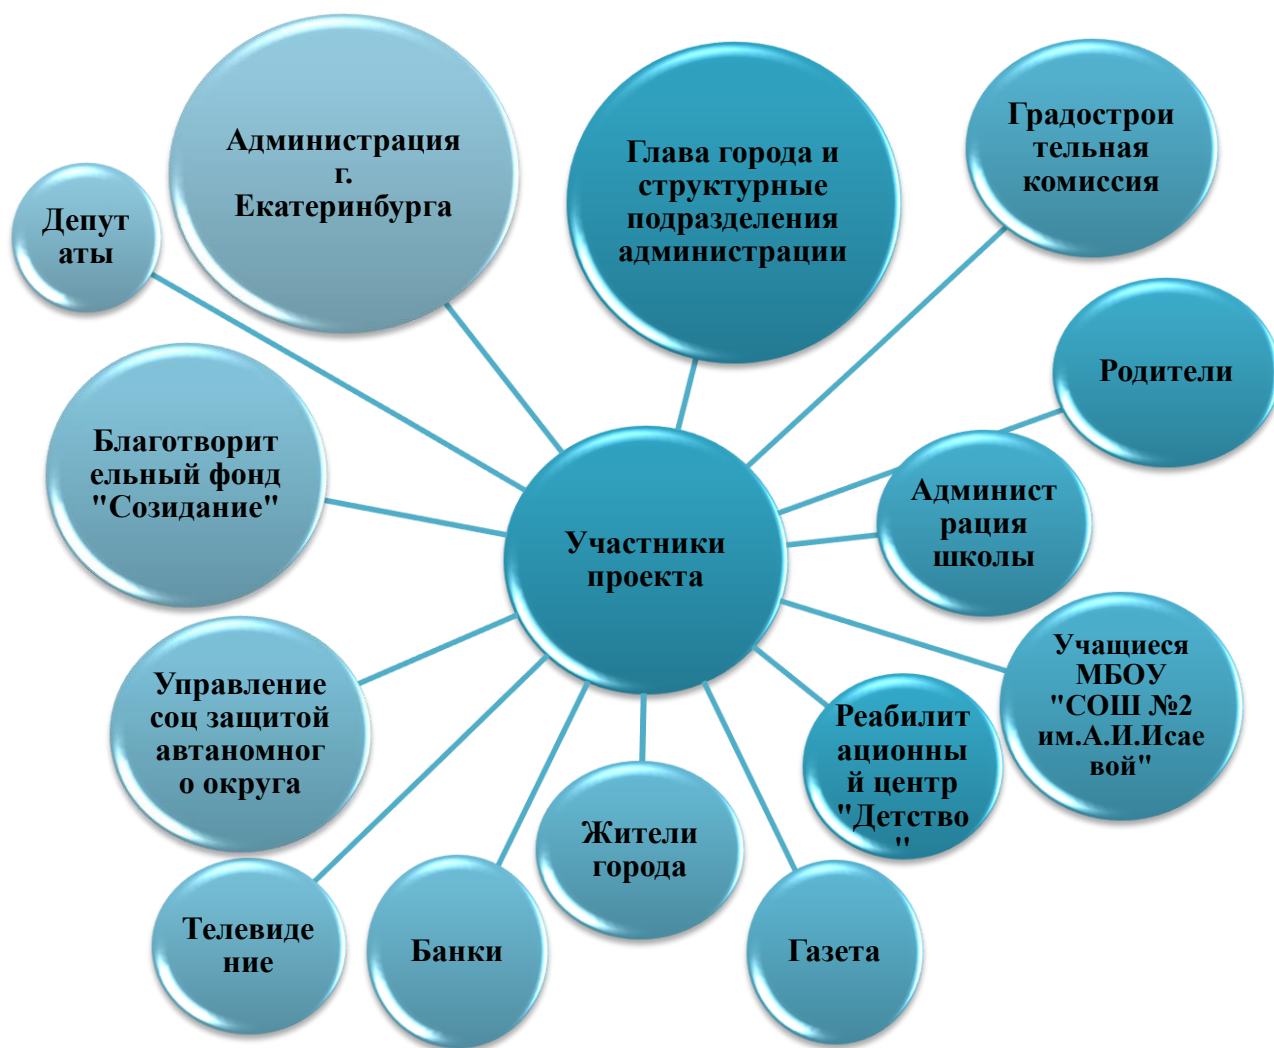 Администрация
г.
Екатеринбурга
Глава города и
структурные
подразделения
администрации
Градострои
тельная
комиссия
Депут
аты
Родители
Благотворит
ельный фонд
"Созидание"
Админист
рация
школы
Участники
проекта
Управление
соц защитой
автаномног
о округа
Учащиеся
МБОУ
"СОШ №2
им.А.И.Исае
вой"
Реабилит
ационны
й центр
"Детство
"
Жители
города
Телевиде
ние
Банки
Газета